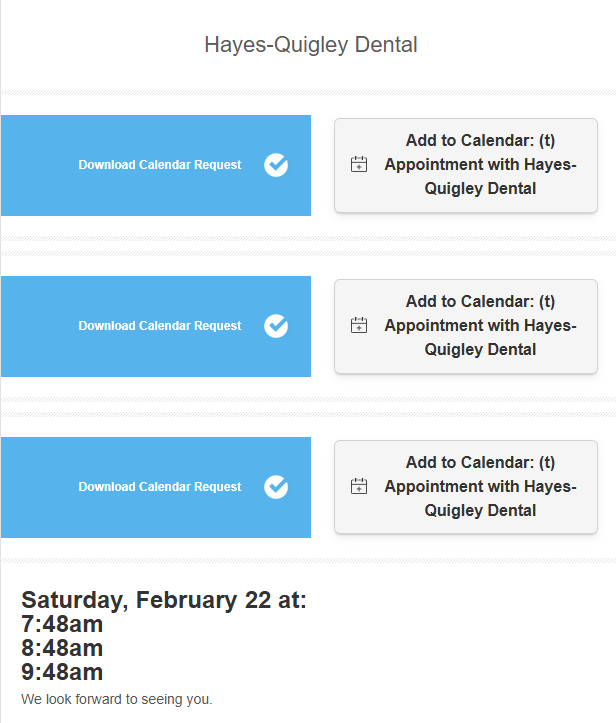 Hayes-Quigley Dental
Download Calendar Request
Add to Calendar: (t)
Appointment with Hayes-
Quigley Dental
Download Calendar Request
Add to Calendar: (t)
Appointment with Hayes-
Quigley Dental
Download Calendar Request
Add to Calendar: (t)
Appointment with Hayes-
Quigley Dental
Saturday, February 22 at:
7:48am
8:48am
9:48am
We look forward to seeing you.